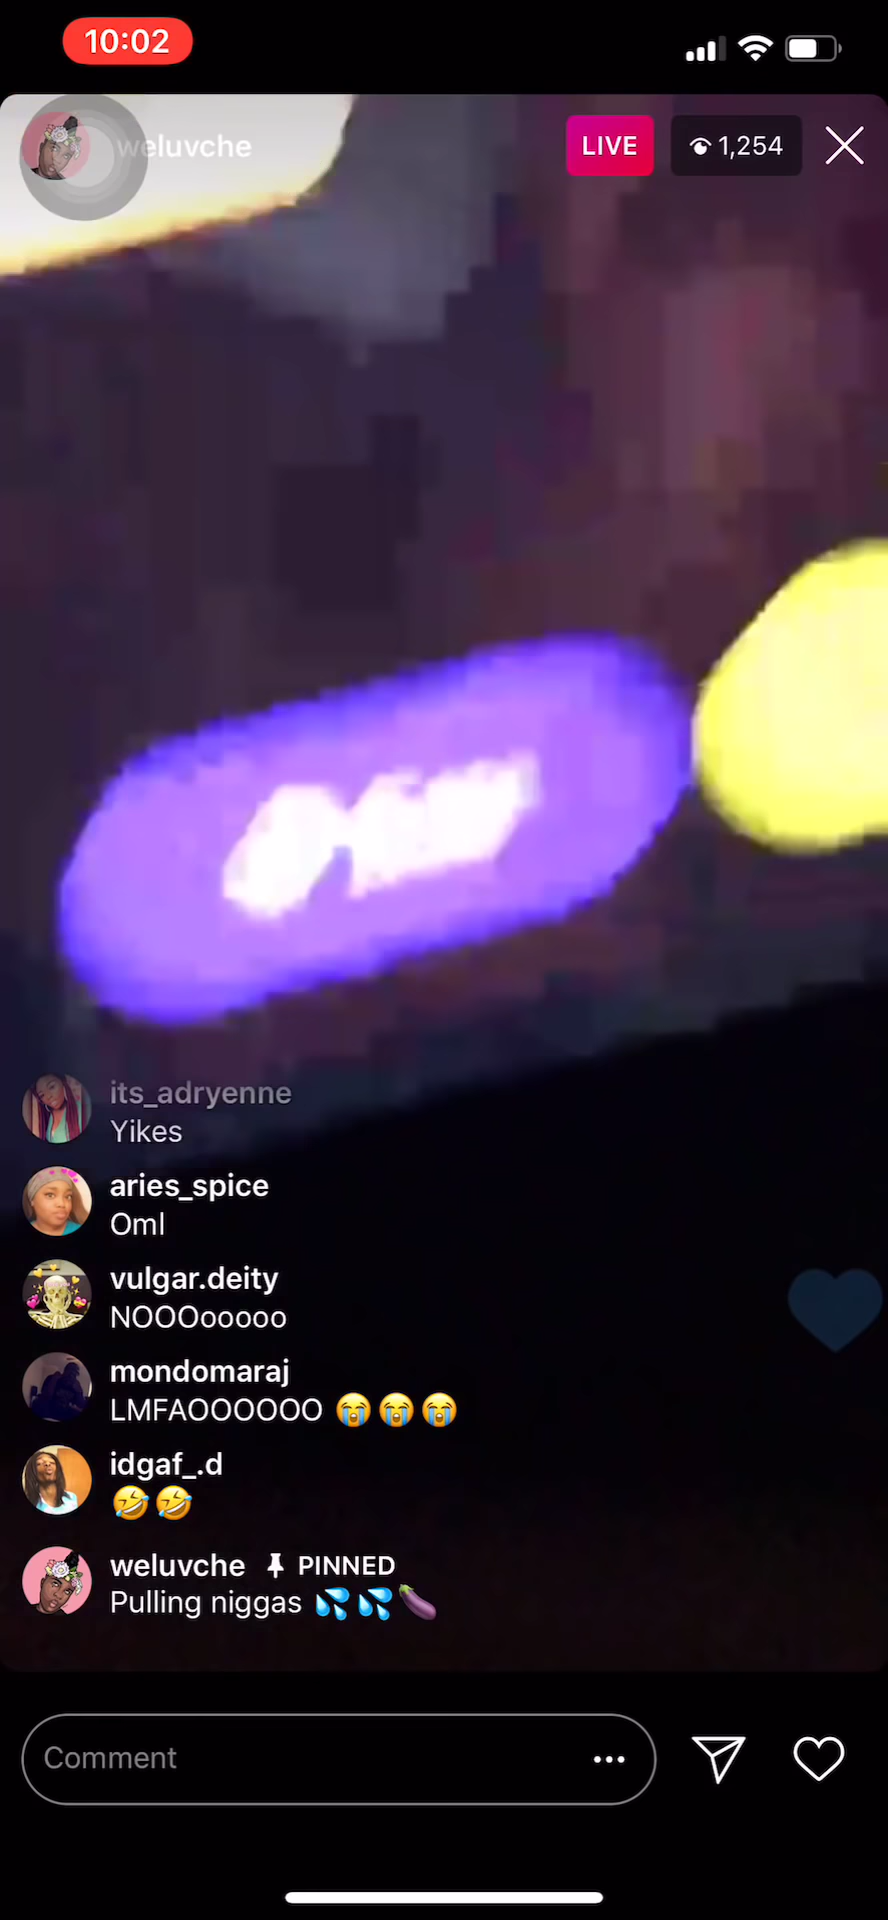 10:02
weluvche
LIVE 1,254
its_adryenne
Yikes
aries_spice
Oml
vulgar.deity
NOOOooooo
mondomaraj
LMFAOOOOOO 😭😭😭
idgaf_.d
🤣🤣
weluvche PINNED
Pulling niggas 💦💦🍆
Comment